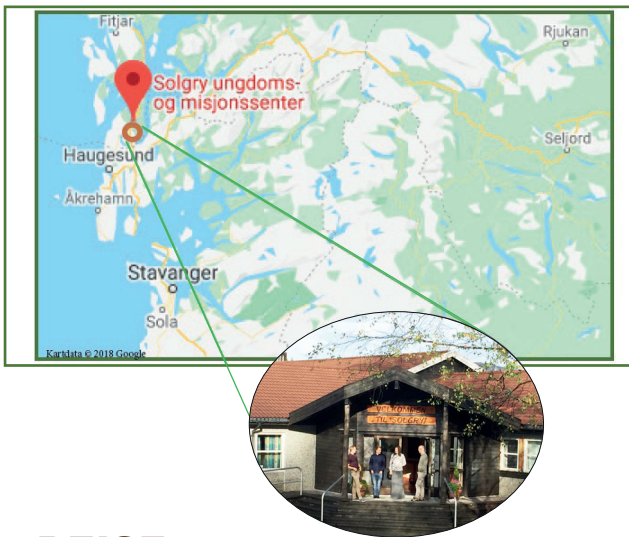 Fitjar
Rjukan
Solgry ungdoms-
og misjonssenter
Seljord
Haugesund
Åkrehamn
Stavanger
Sola
Kartdata © 2018 Google
VELKOMMEN
TIL SOLGRY!